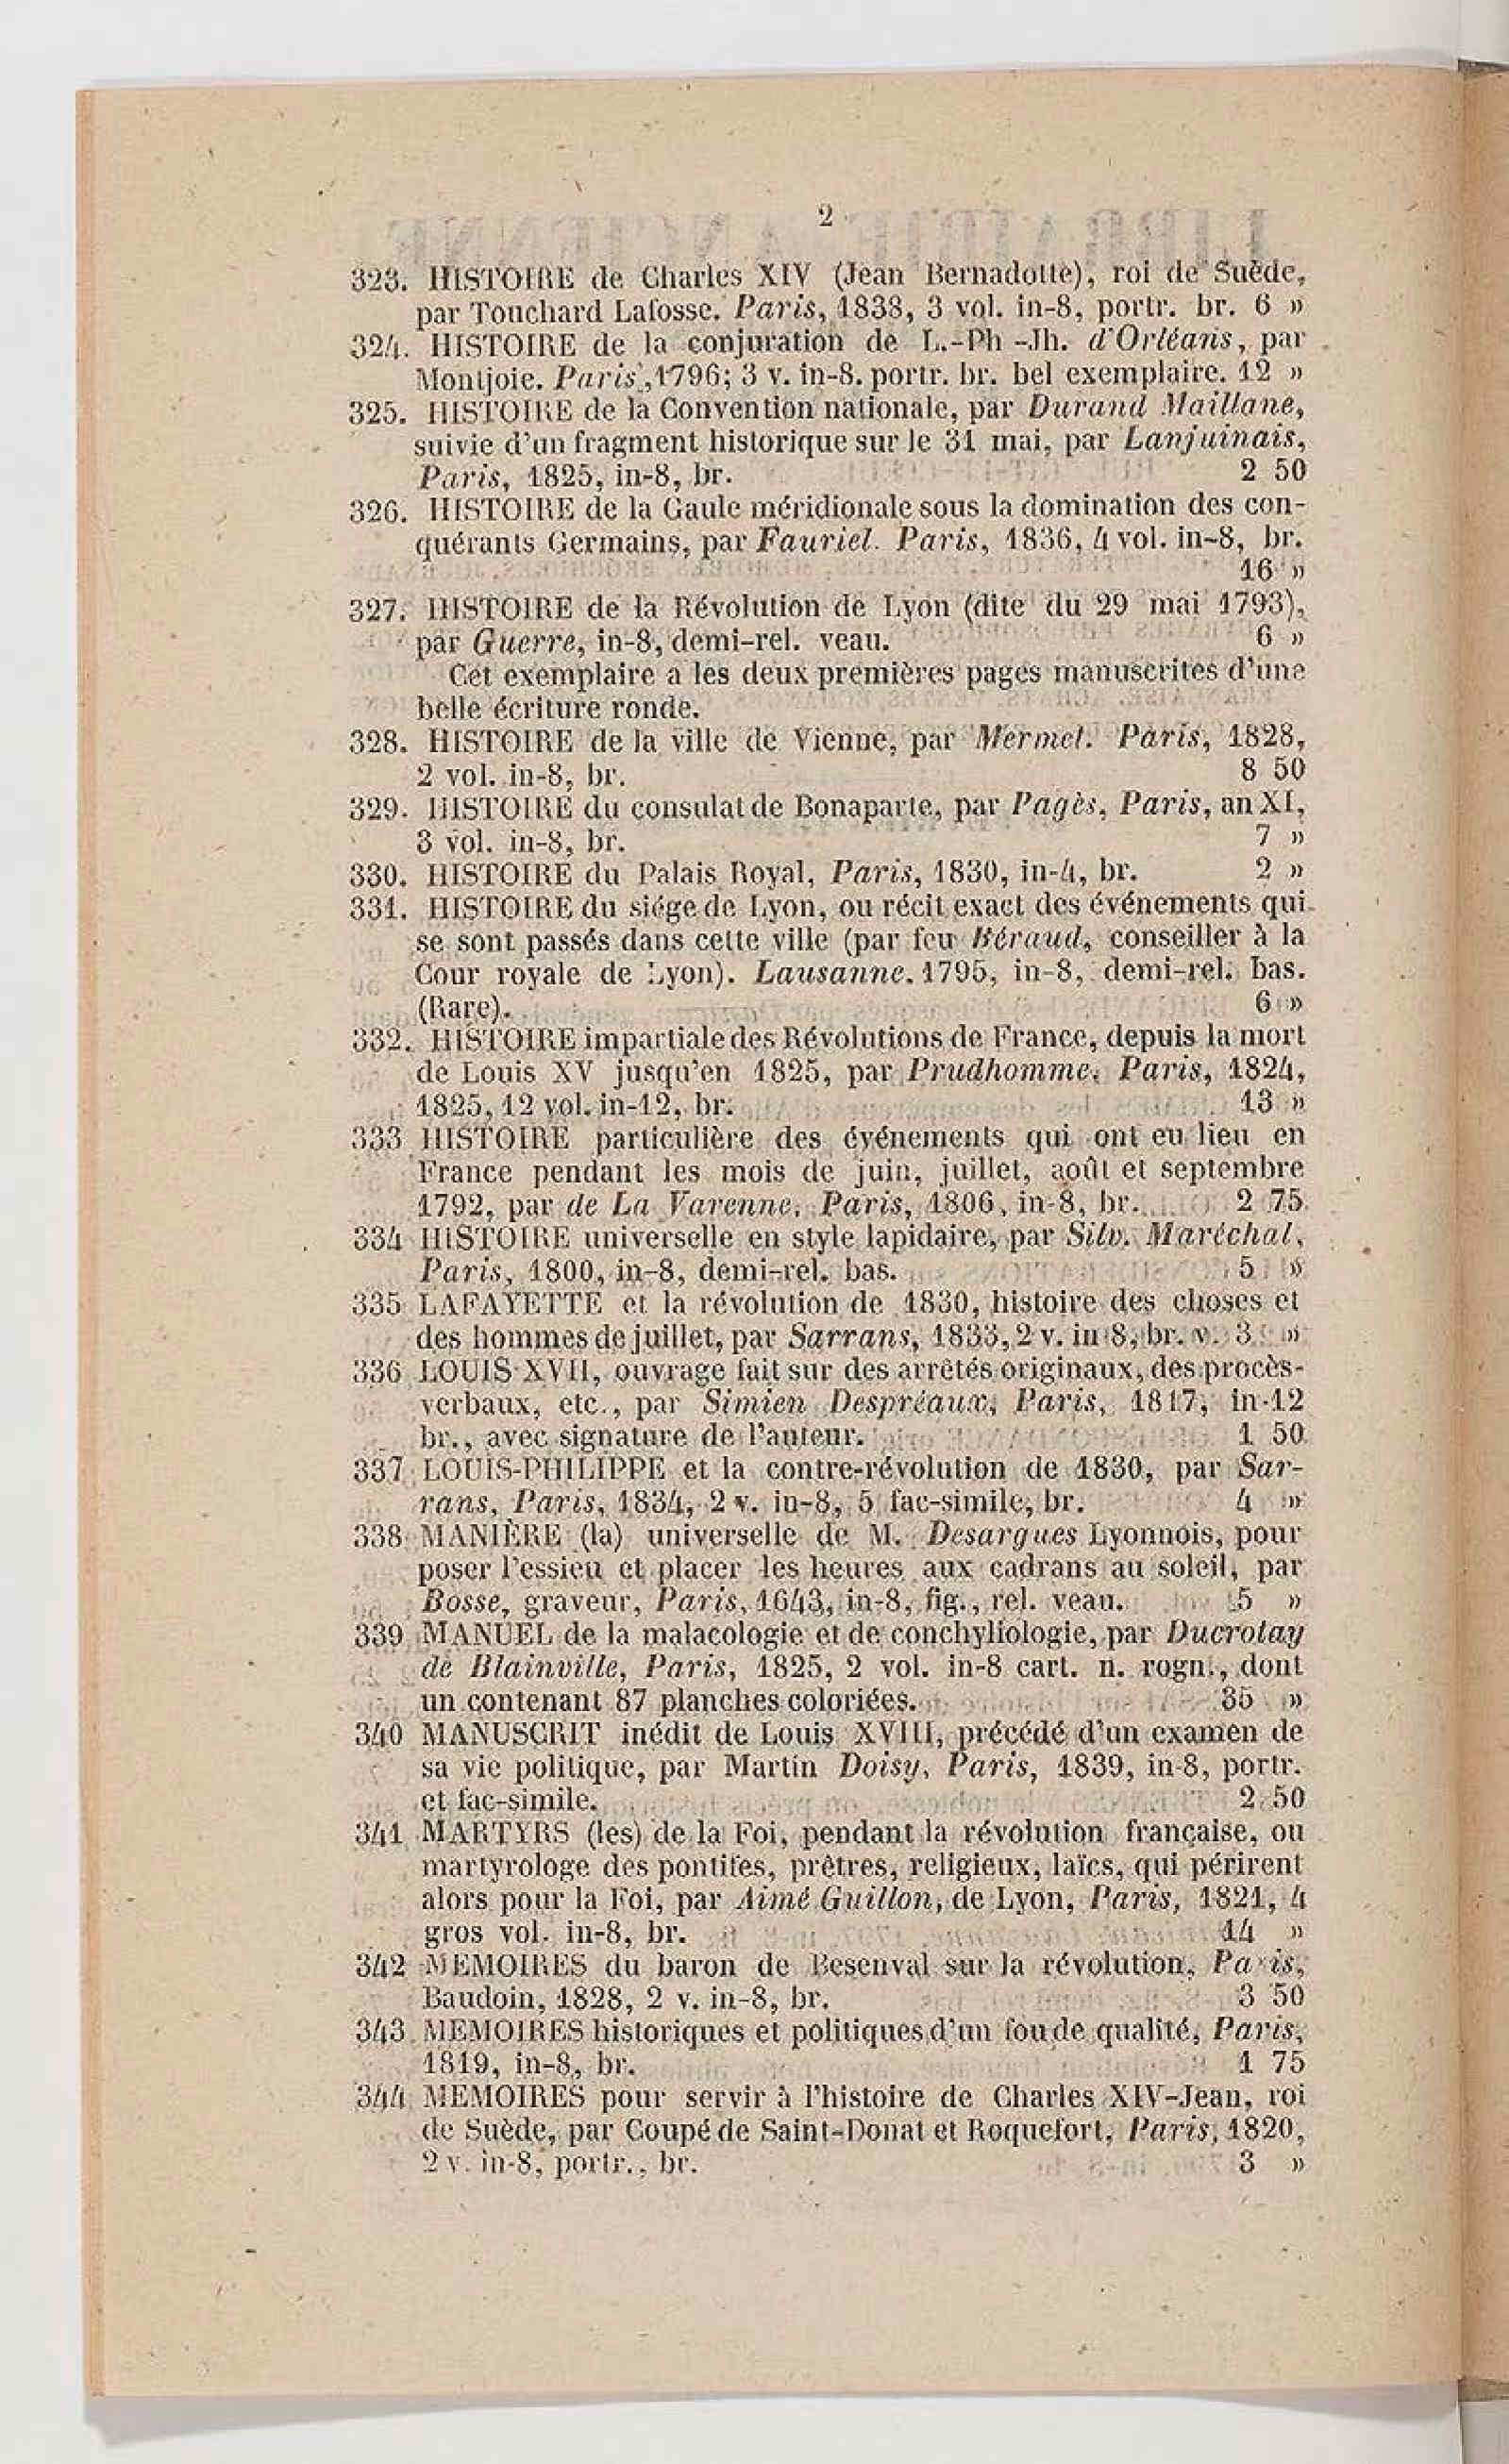 2
323. HISTOIRE de Charles XIV (Jean Bernadotte), roi de Suède,
par Touchard Lafosse. Paris, 1838, 3 vol. in-8, portr. br. 6 »
324. HISTOIRE de la conjuration de L.-Ph -Jh. d'Orléans, par
Montjoie. Paris, 1796; 3 v. in-8. portr. br. bel exemplaire. 12 »
325. HISTOIRE de la Convention nationale, par Durand Maillane,
suivie d'un fragment historique sur le 31 mai, par Lanjuinais,
Paris, 1825, in-8, br. 2 50
326. HISTOIRE de la Gaule méridionale sous la domination des con-
quérants Germains, par Fauriel. Paris, 1836, 4 vol. in-8, br.
16 »
327. HISTOIRE de la Révolution de Lyon (dite du 29 mai 1793),
par Guerre, in-8, demi-rel. veau. 6 »
Cet exemplaire a les deux premières pages manuscrites d'une
belle écriture ronde.
328. HISTOIRE de la ville de Vienne, par Mermet. Paris, 1828,
2 vol. in-8, br. 8 50
329. HISTOIRE du consulat de Bonaparte, par Pagès, Paris, an XI,
3 vol. in-8, br. 7 »
330. HISTOIRE du Palais Royal, Paris, 1830, in-4, br. 2 »
331. HISTOIRE du siége de Lyon, ou récit exact des événements qui
se sont passés dans cette ville (par feu Béraud, conseiller à la
Cour royale de Lyon). Lausanne. 1795, in-8, demi-rel. bas.
(Rare). 6 »
332. HISTOIRE impartiale des Révolutions de France, depuis la mort
de Louis XV jusqu'en 1825, par Prudhomme, Paris, 1824,
1825, 12 vol. in-12, br. 13 »
333 HISTOIRE particulière des événements qui ont eu lieu en
France pendant les mois de juin, juillet, août et septembre
1792, par de La Varenne, Paris, 1806, in-8, br. 2 75
334 HISTOIRE universelle en style lapidaire, par Silv. Maréchal,
Paris, 1800, in-8, demi-rel. bas. 5 »
335 LAFAYETTE et la révolution de 1830, histoire des choses et
des hommes de juillet, par Sarrans, 1833, 2 v. in-8, br. v. 3 »
336 LOUIS XVII, ouvrage fait sur des arrêtés originaux, des procès-
verbaux, etc., par Simien Despréaux, Paris, 1817, in-12
br., avec signature de l'auteur. 1 50
337 LOUIS-PHILIPPE et la contre-révolution de 1830, par Sar-
rans, Paris, 1834, 2 v. in-8, 5 fac-simile, br. 4 »
338 MANIÈRE (la) universelle de M. Desargues Lyonnois, pour
poser l'essieu et placer les heures aux cadrans au soleil, par
Bosse, graveur, Paris, 1643, in-8, fig., rel. veau. 5 »
339 MANUEL de la malacologie et de conchyliologie, par Ducrotay
de Blainville, Paris, 1825, 2 vol. in-8 cart. n. rogn., dont
un contenant 87 planches coloriées. 35 »
340 MANUSCRIT inédit de Louis XVIII, précédé d'un examen de
sa vie politique, par Martin Doisy, Paris, 1839, in-8, portr.
et fac-simile. 2 50
341 MARTYRS (les) de la Foi, pendant la révolution française, ou
martyrologe des pontifes, prêtres, religieux, laïcs, qui périrent
alors pour la Foi, par Aimé Guillon, de Lyon, Paris, 1821, 4
gros vol. in-8, br. 14 »
342 MEMOIRES du baron de Besenval sur la révolution, Paris,
Baudoin, 1828, 2 v. in-8, br. 3 50
343 MEMOIRES historiques et politiques d'un fou de qualité, Paris,
1819, in-8, br. 1 75
344 MEMOIRES pour servir à l'histoire de Charles XIV-Jean, roi
de Suède, par Coupé de Saint-Donat et Roquefort, Paris, 1820,
2 v. in-8, portr., br. 3 »